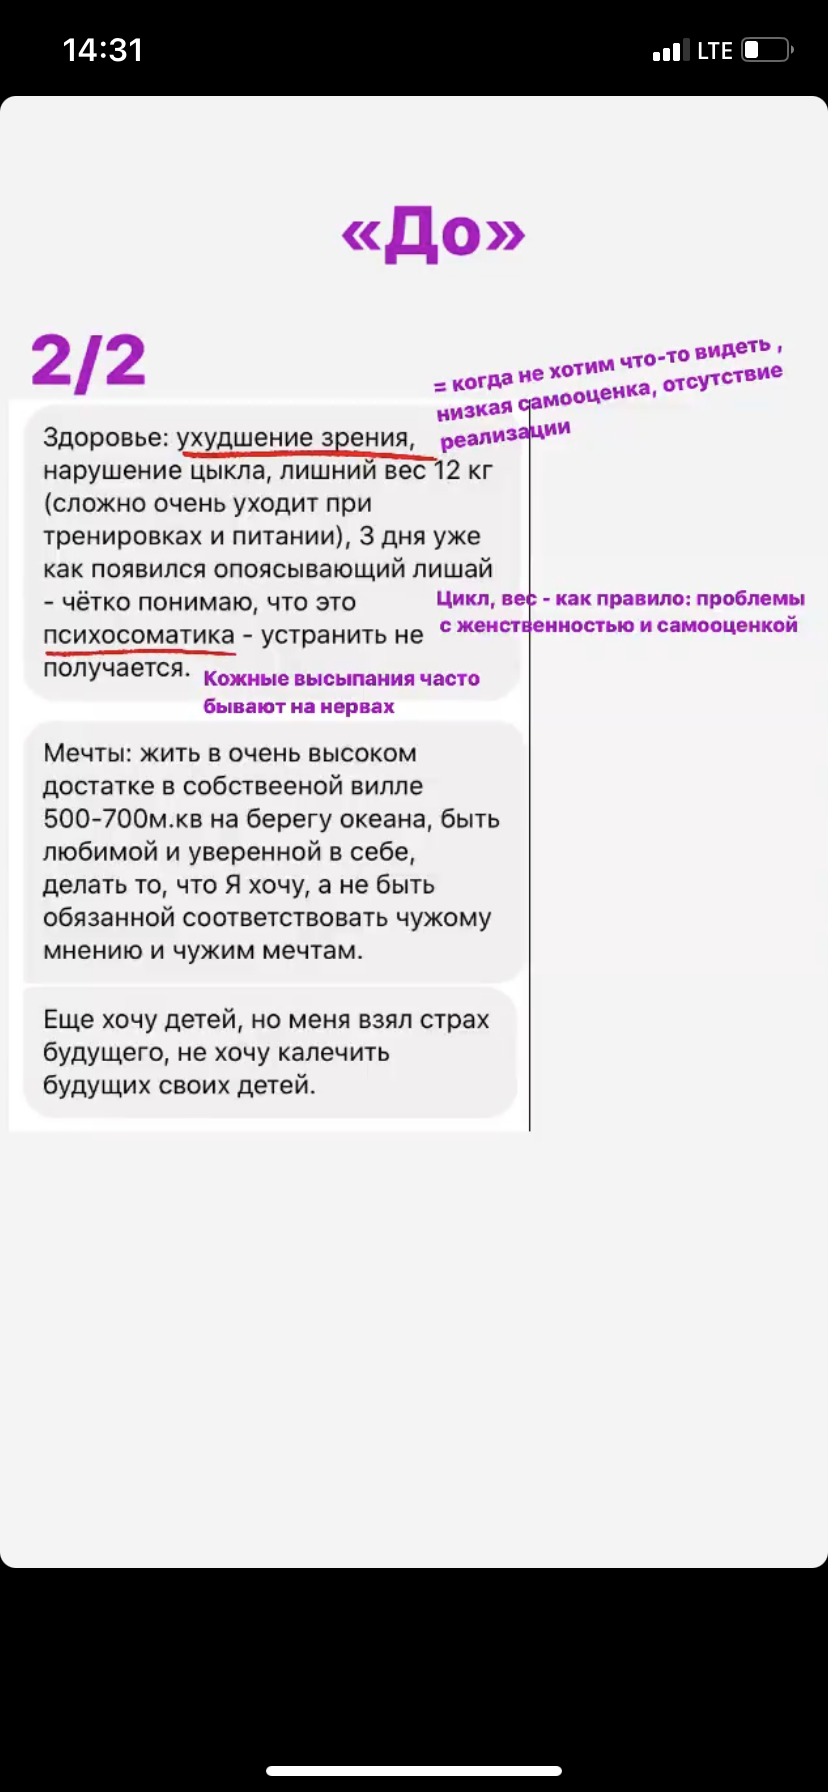 14:31
LTE
«До»
2/2
= когда не хотим что-то видеть ,
низкая самооценка, отсутствие
реализации
Здоровье: ухудшение зрения,
нарушение цыкла, лишний вес 12 кг
(сложно очень уходит при
тренировках и питании), 3 дня уже
как появился опоясывающий лишай
- чётко понимаю, что это
психосоматика - устранить не
получается.
Цикл, вес - как правило: проблемы
с женственностью и самооценкой
Кожные высыпания часто
бывают на нервах
Мечты: жить в очень высоком
достатке в собствееной вилле
500-700м.кв на берегу океана, быть
любимой и уверенной в себе,
делать то, что Я хочу, а не быть
обязанной соответствовать чужому
мнению и чужим мечтам.
Еще хочу детей, но меня взял страх
будущего, не хочу калечить
будущих своих детей.